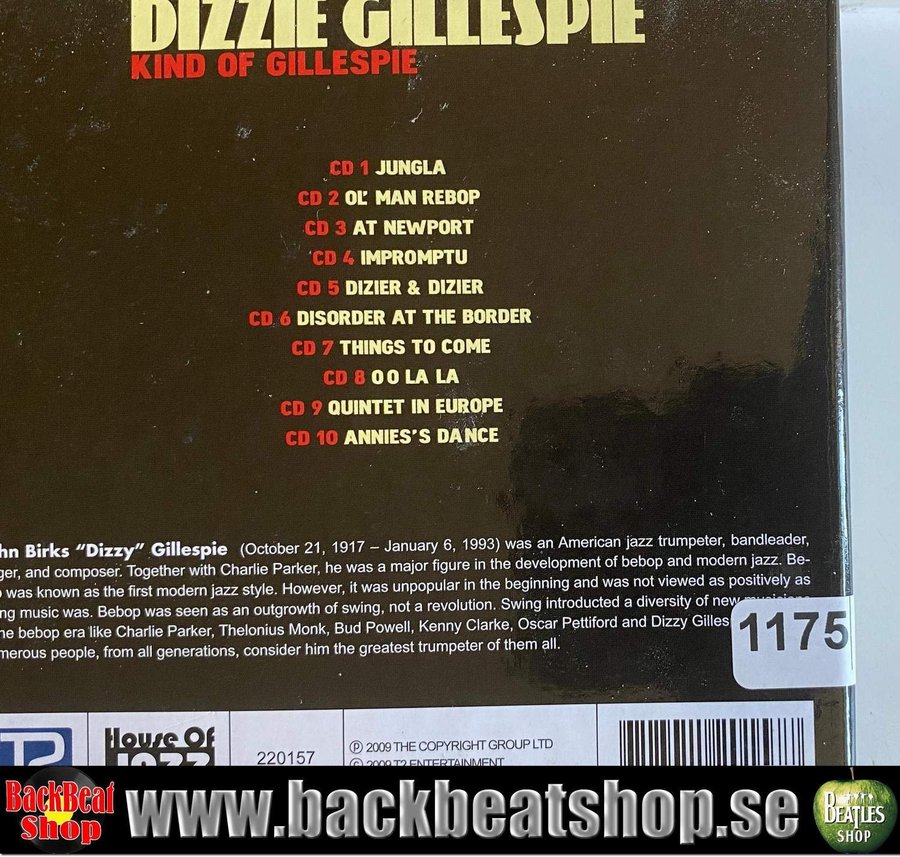 DIZZIE GILLESPIE
KIND OF GILLESPIE
CD 1 JUNGLA
CD 2 OL' MAN REBOP
CD 3 AT NEWPORT
CD 4 IMPROMPTU
CD 5 DIZIER & DIZIER
CD 6 DISORDER AT THE BORDER
CD 7 THINGS TO COME
CD 8 OO LA LA
CD 9 QUINTET IN EUROPE
CD 10 ANNIES'S DANCE
hn Birks "Dizzy" Gillespie (October 21, 1917 – January 6, 1993) was an American jazz trumpeter, bandleader,
ger, and composer. Together with Charlie Parker, he was a major figure in the development of bebop and modern jazz. Be-
was known as the first modern jazz style. However, it was unpopular in the beginning and was not viewed as positively as
ng music was. Bebop was seen as an outgrowth of swing, not a revolution. Swing introduced a diversity of new musicians
he bebop era like Charlie Parker, Thelonius Monk, Bud Powell, Kenny Clarke, Oscar Pettiford and Dizzy Gilles
merous people, from all generations, consider him the greatest trumpeter of them all.
1175
T2
House Of
JAZZ
220157
℗ 2009 THE COPYRIGHT GROUP LTD
© 2009 T2 ENTERTAINMENT
BackBeat
Shop
www.backbeatshop.se
BEATLES
SHOP